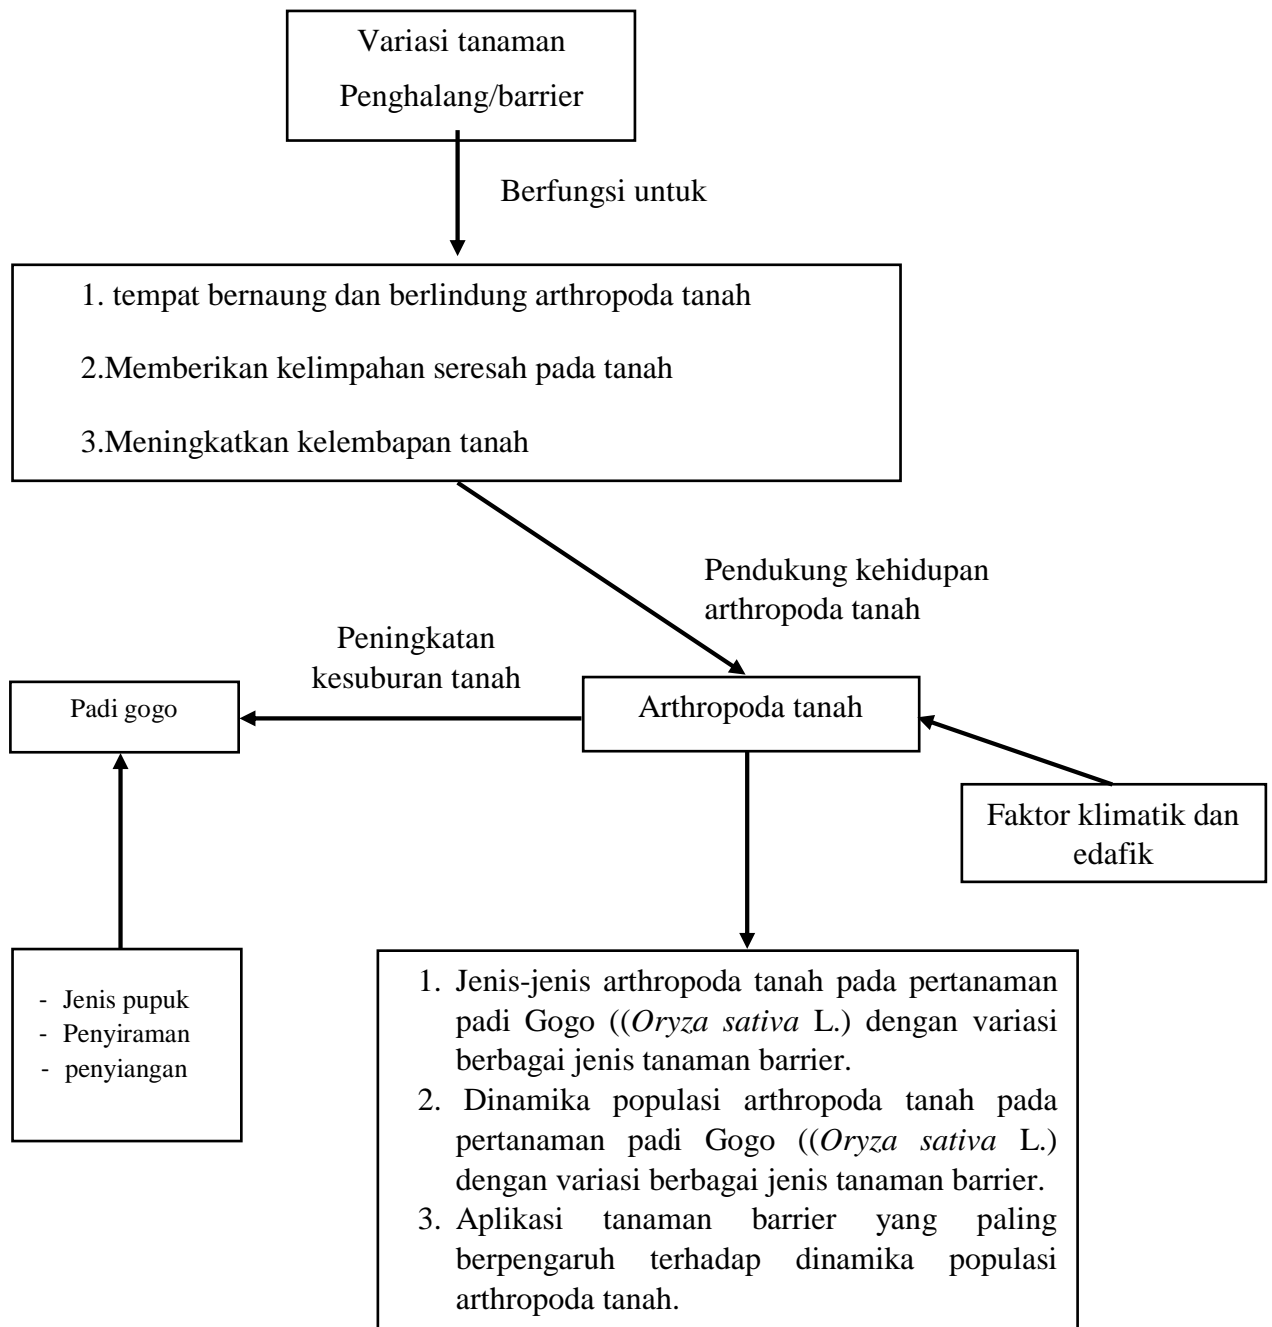 Variasi tanaman
Penghalang/barrier
Berfungsi untuk
1. tempat bernaung dan berlindung arthropoda tanah
2.Memberikan kelimpahan seresah pada tanah
3.Meningkatkan kelembapan tanah
Pendukung kehidupan
arthropoda tanah
Peningkatan
kesuburan tanah
Padi gogo
Arthropoda tanah
Faktor klimatik dan
edafik
- Jenis pupuk
- Penyiraman
- penyiangan
1. Jenis-jenis arthropoda tanah pada pertanaman
padi Gogo ((Oryza sativa L.) dengan variasi
berbagai jenis tanaman barrier.
2. Dinamika populasi arthropoda tanah pada
pertanaman padi Gogo ((Oryza sativa L.)
dengan variasi berbagai jenis tanaman barrier.
3. Aplikasi tanaman barrier yang paling
berpengaruh terhadap dinamika populasi
arthropoda tanah.